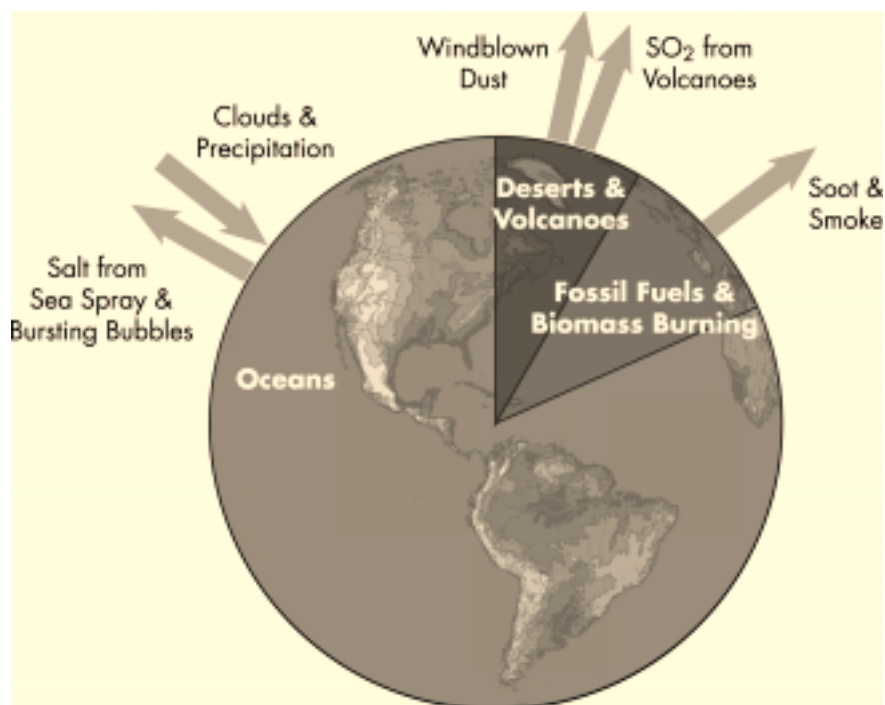 Windblown
Dust
SO₂ from
Volcanoes
Clouds &
Precipitation
Soot &
Smoke
Salt from
Sea Spray &
Bursting Bubbles
Deserts &
Volcanoes
Fossil Fuels &
Biomass Burning
Oceans